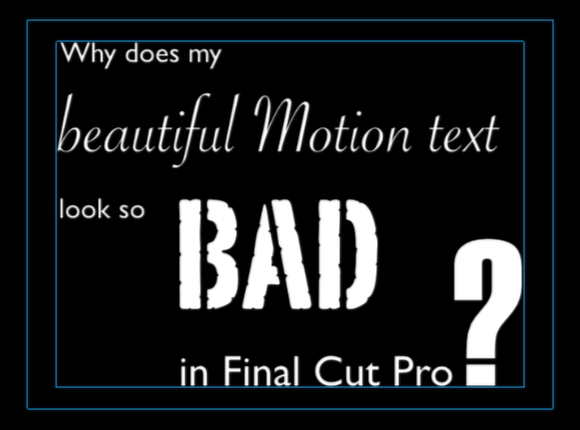 Why does my
beautiful Motion text
look so
BAD
in Final Cut Pro?